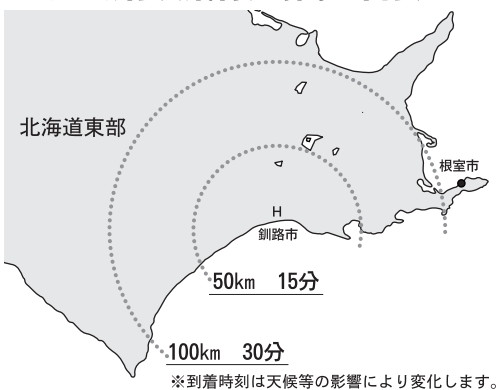 北海道東部
根室市
H
釧路市
50km 15分
100km 30分
※到着時刻は天候等の影響により変化します。